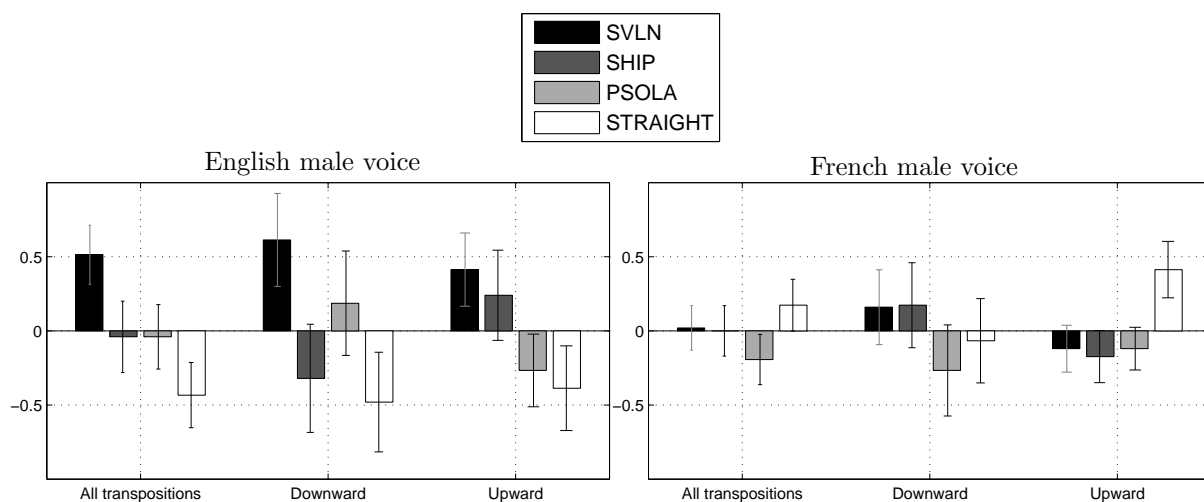 SVLN
SHIP
PSOLA
STRAIGHT
English male voice
0.5
0
−0.5
All transpositions
Downward
Upward
French male voice
0.5
0
−0.5
All transpositions
Downward
Upward